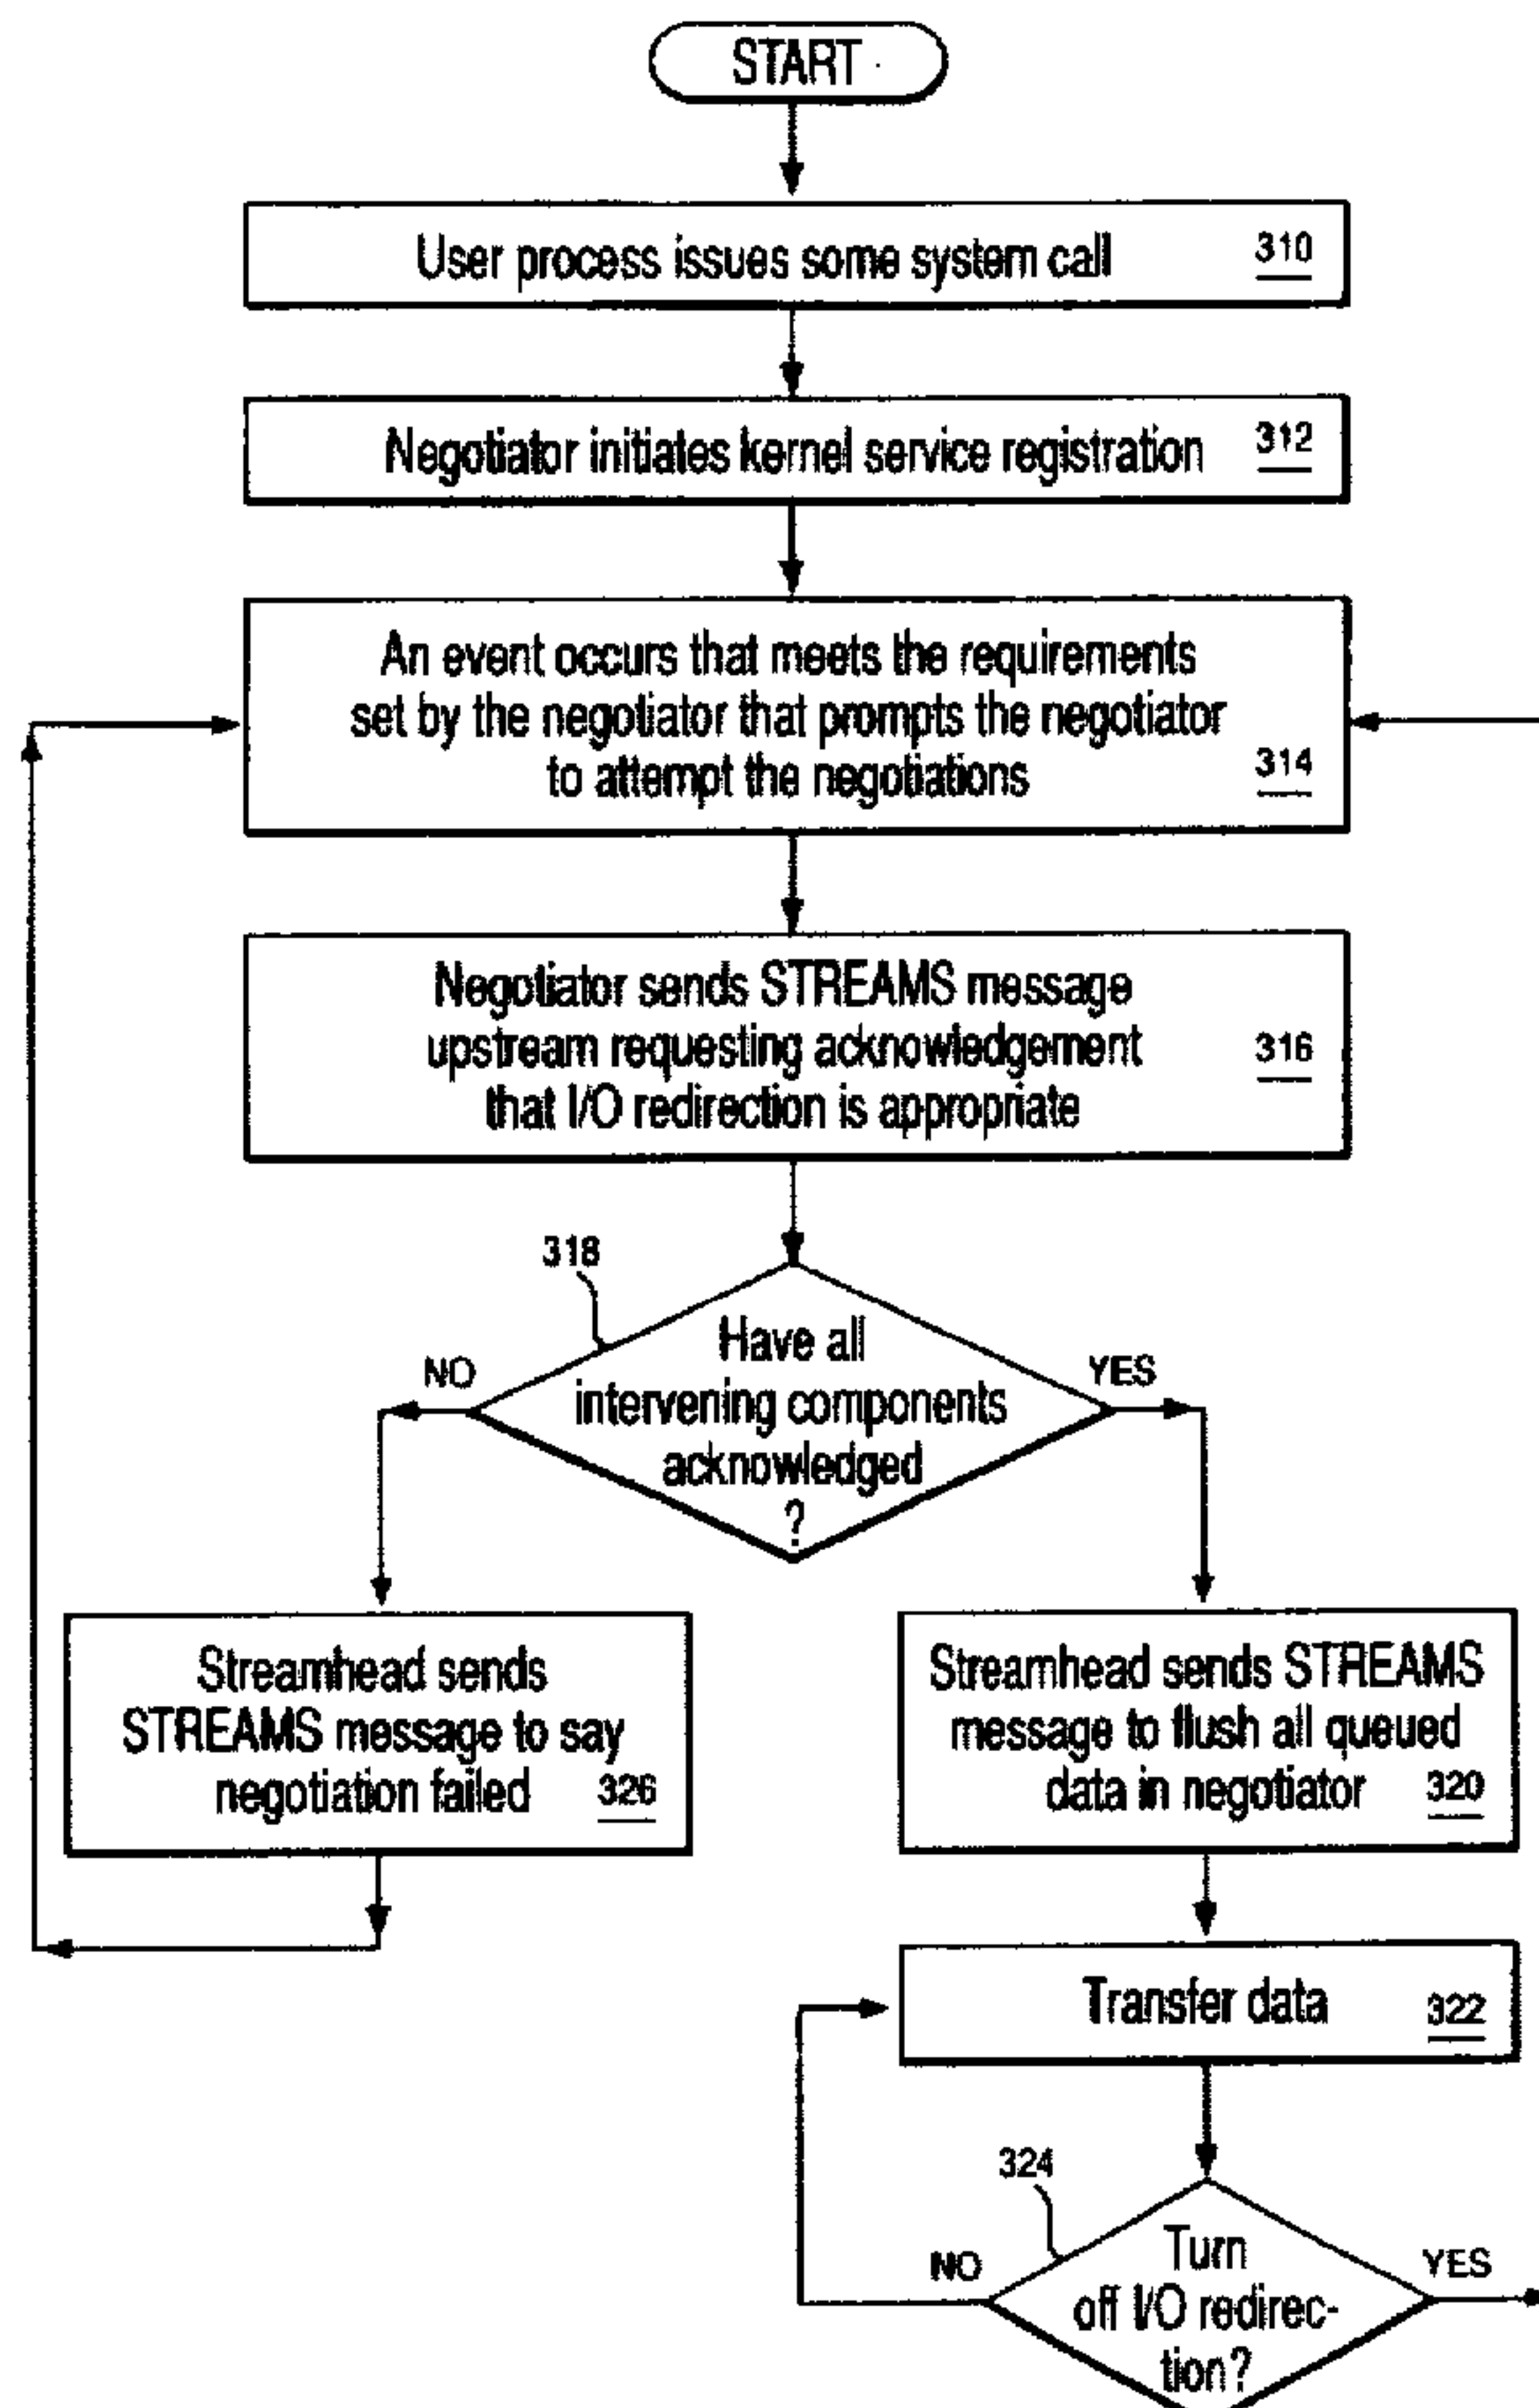 START
User process issues some system call 310
Negotiator initiates kernel service registration 312
An event occurs that meets the requirements
set by the negotiator that prompts the negotiator
to attempt the negotiations 314
Negotiator sends STREAMS message
upstream requesting acknowledgement 316
that I/O redirection is appropriate
318
NO
YES
Have all
intervening components
acknowledged
?
Streamhead sends
STREAMS message to say
negotiation failed 326
Streamhead sends STREAMS
message to flush all queued
data in negotiator 320
Transfer data 322
324
NO
YES
Turn
off I/O redirec-
tion?